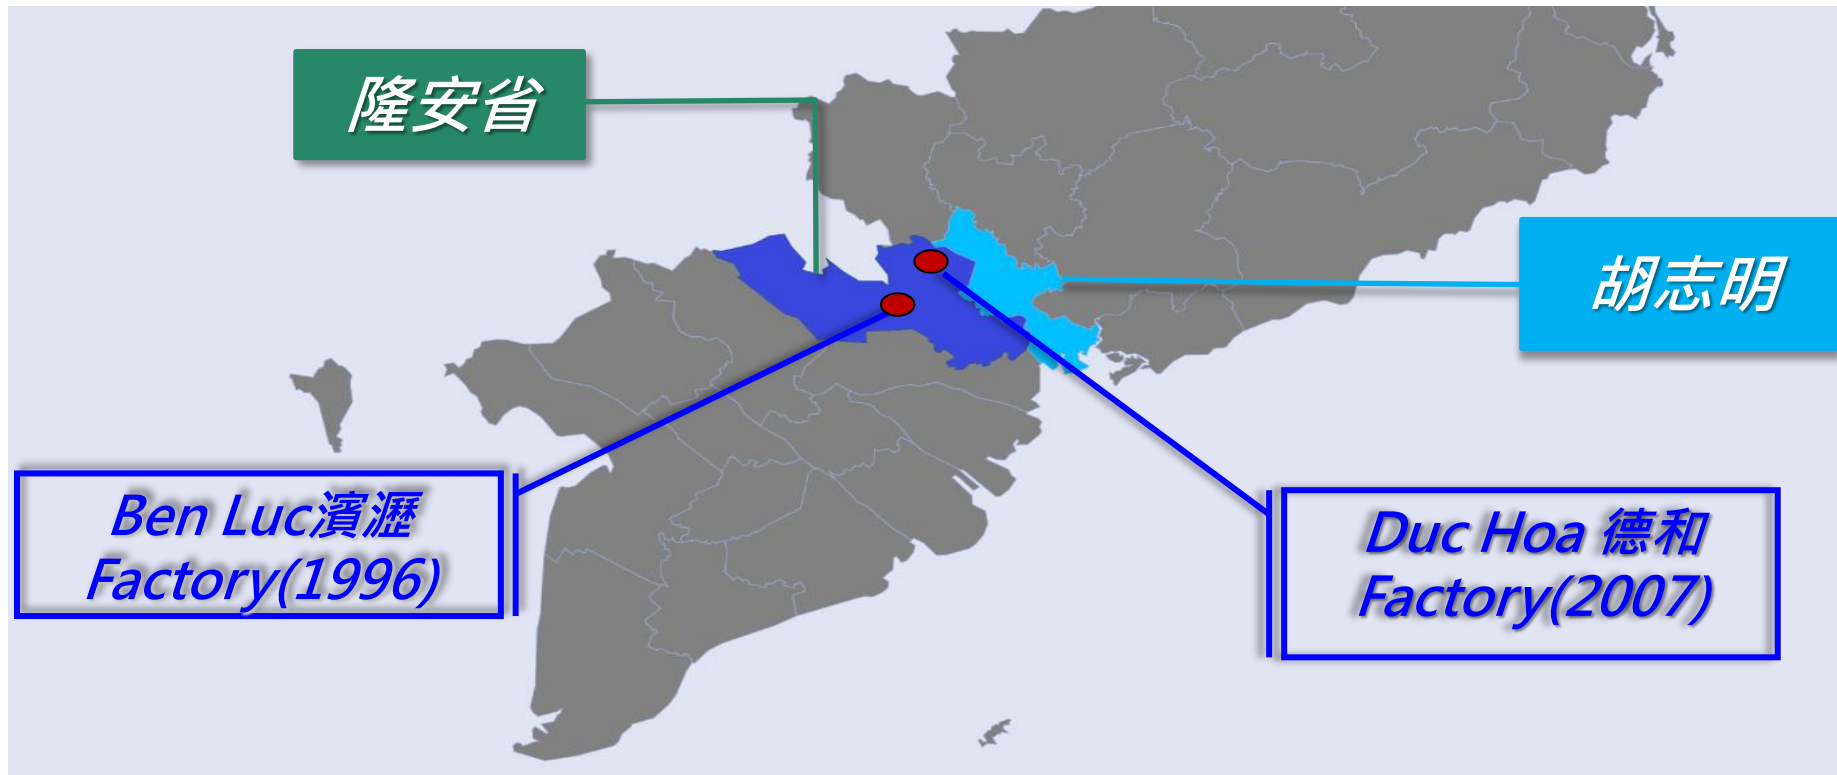 隆安省
胡志明
Ben Luc濱瀝
Factory(1996)
Duc Hoa 德和
Factory(2007)